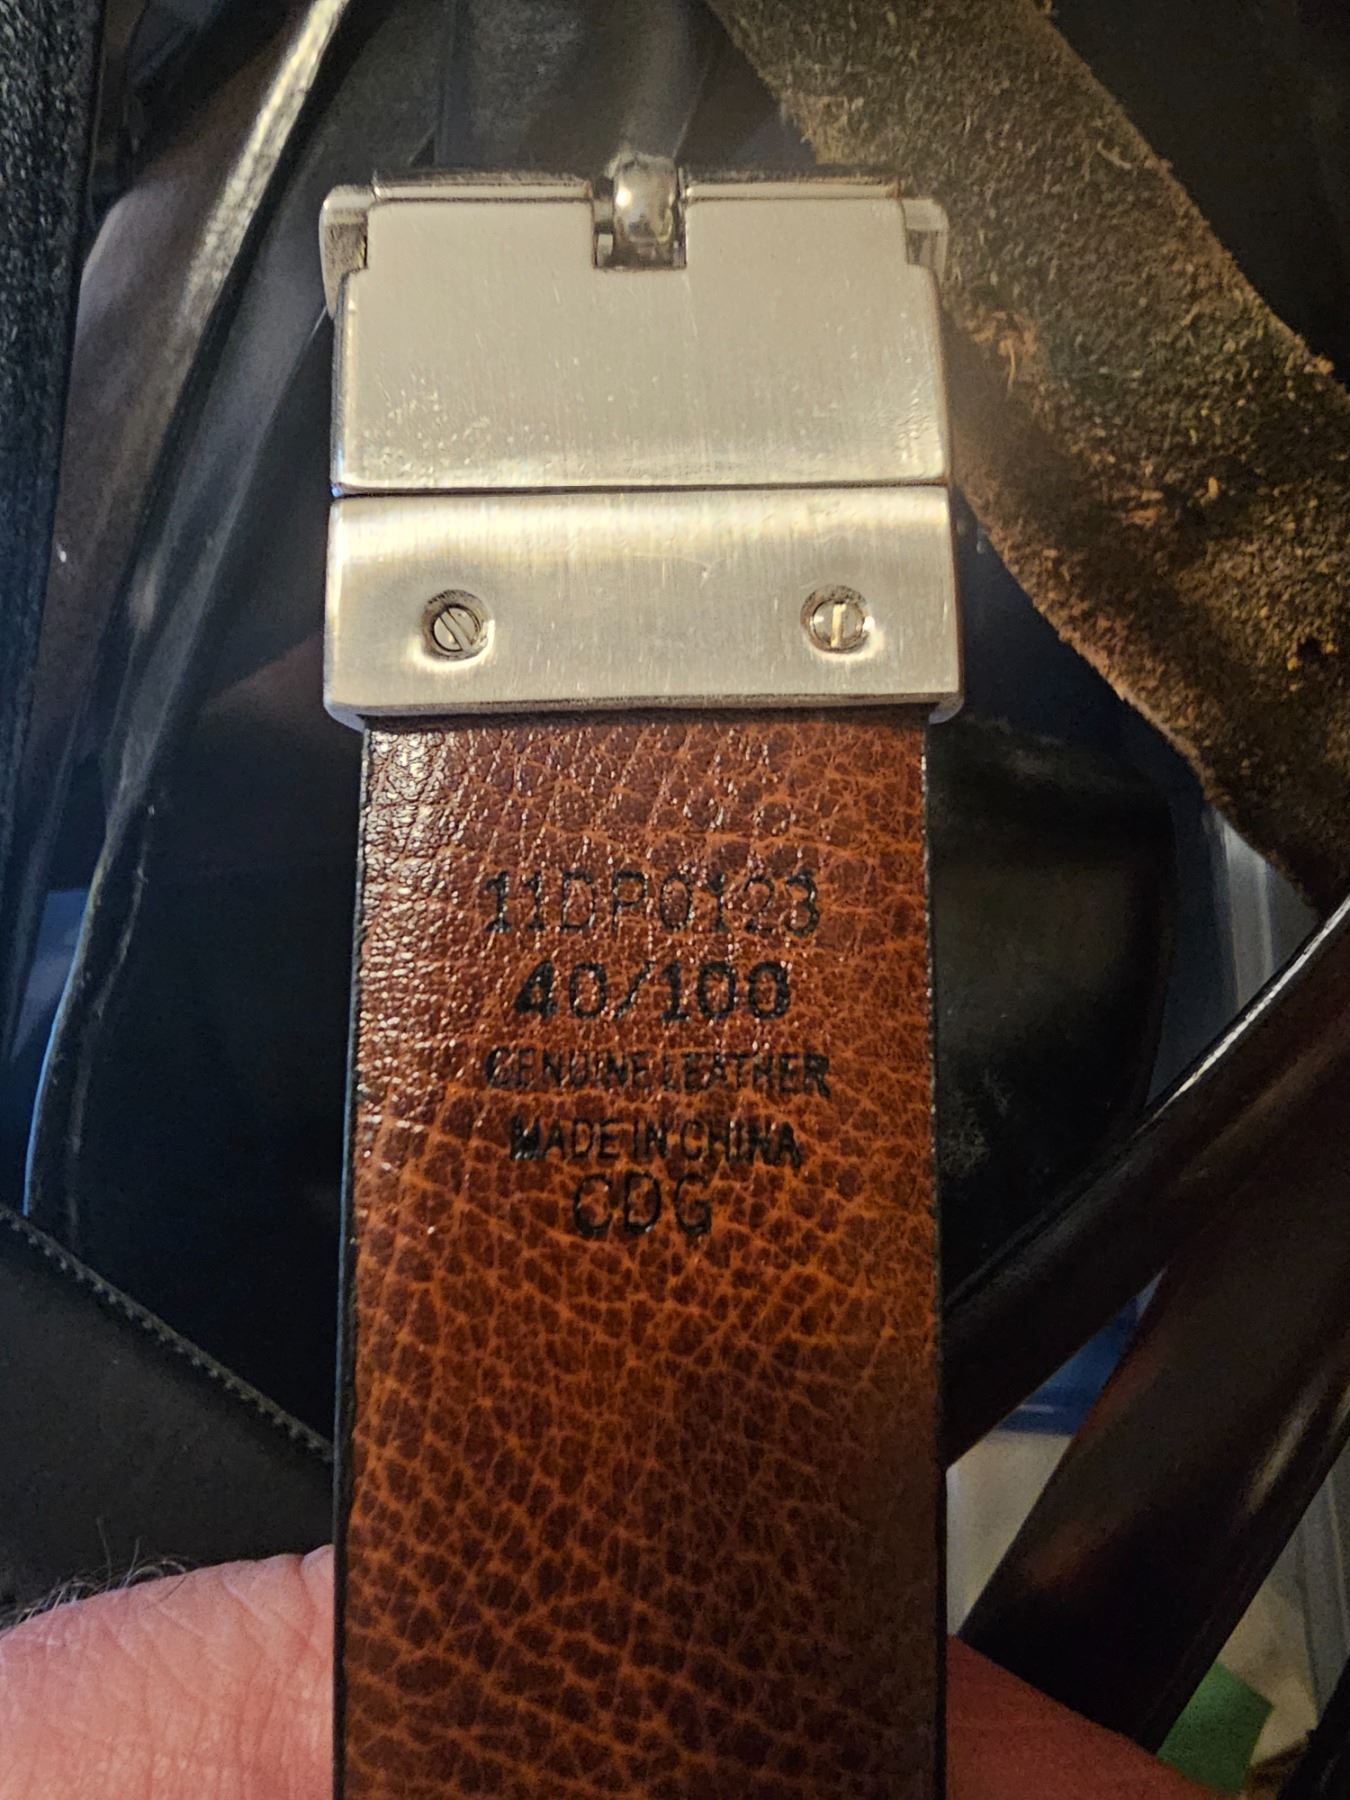 11DP0123
40/100
GENUINE LEATHER
MADE IN CHINA
CDG